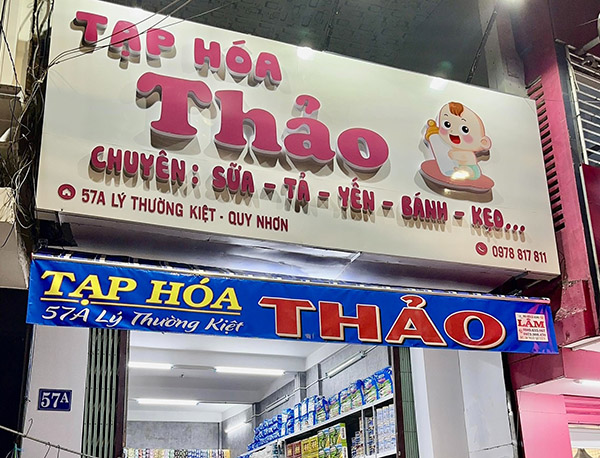 TẠP HÓA
Thảo
CHUYÊN: SỮA - TẢ - YẾN - BÁNH - KẸO...
57A LÝ THƯỜNG KIỆT - QUY NHƠN
0978 817 811
TẠP HÓA
57A Lý Thường Kiệt
THẢO
LÂM
57A